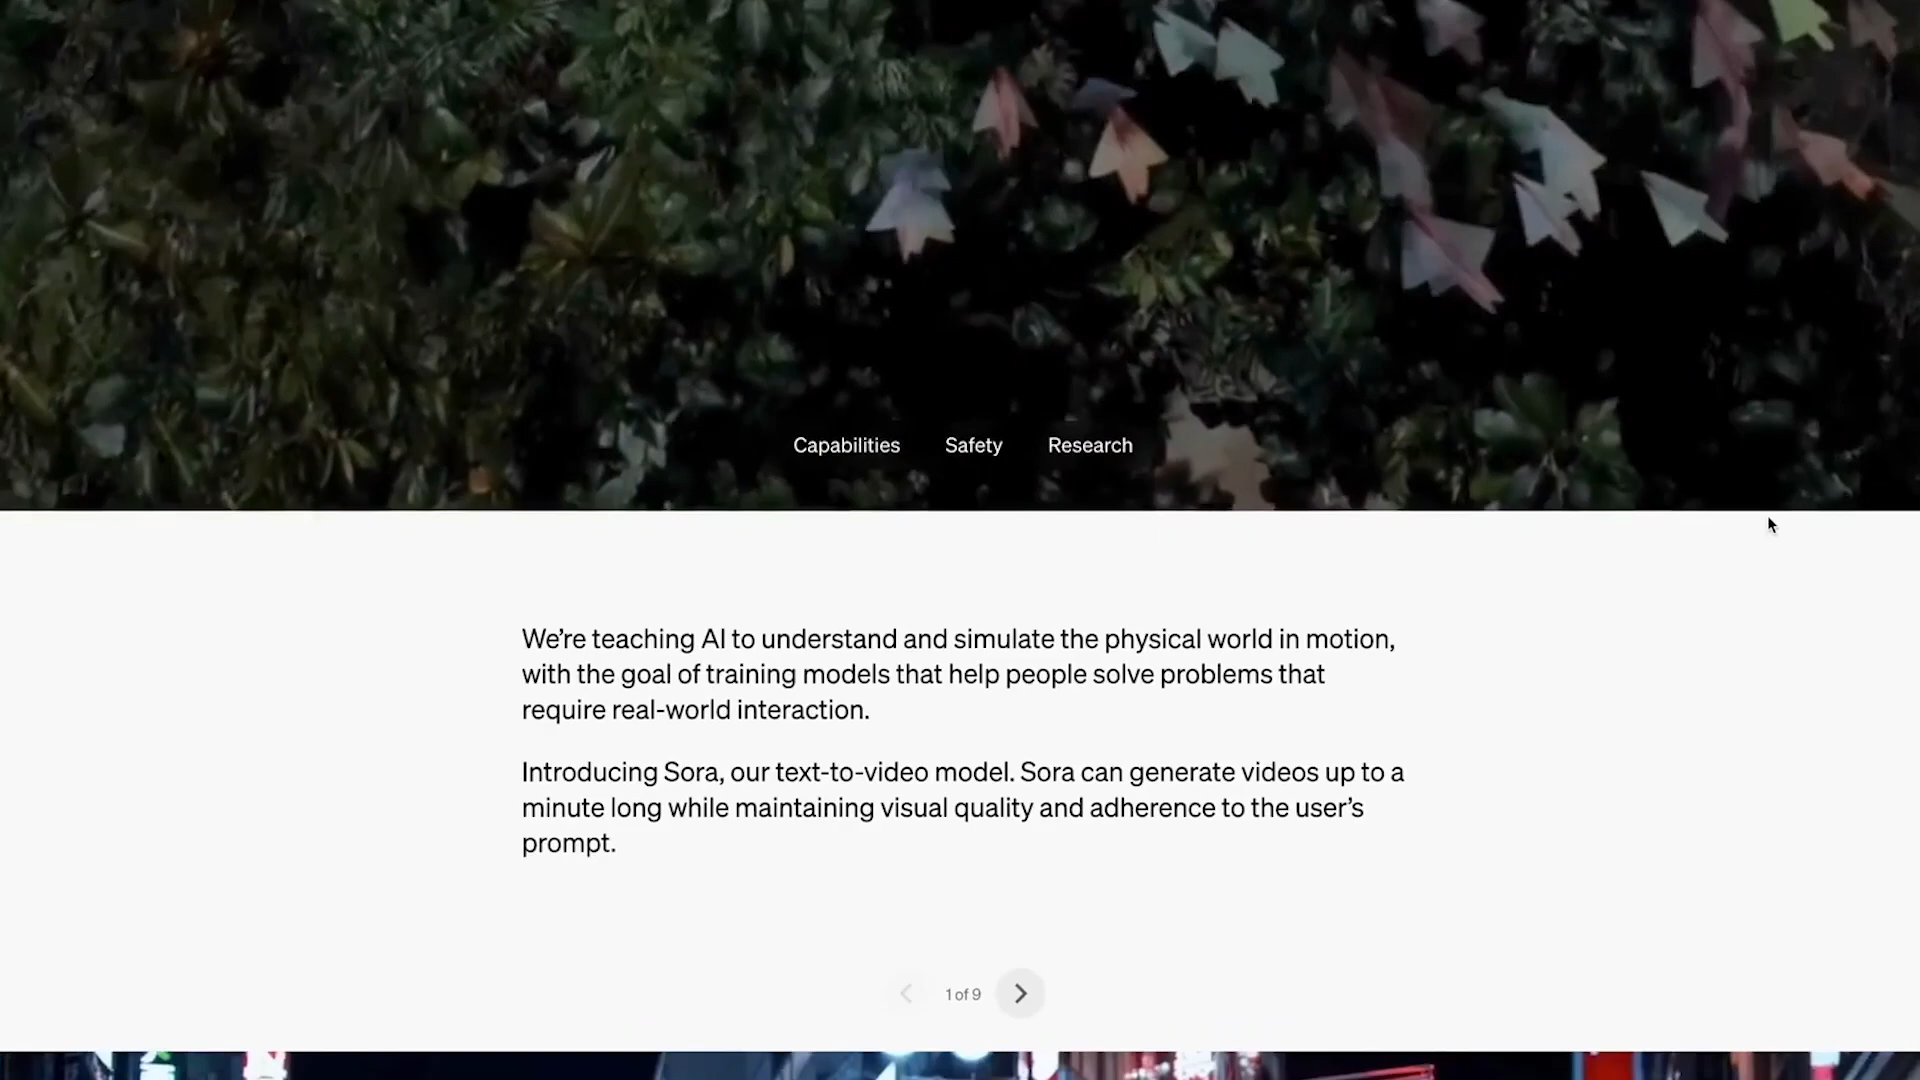 Capabilities Safety Research
We’re teaching AI to understand and simulate the physical world in motion,
with the goal of training models that help people solve problems that
require real-world interaction.
Introducing Sora, our text-to-video model. Sora can generate videos up to a
minute long while maintaining visual quality and adherence to the user’s
prompt.
1 of 9